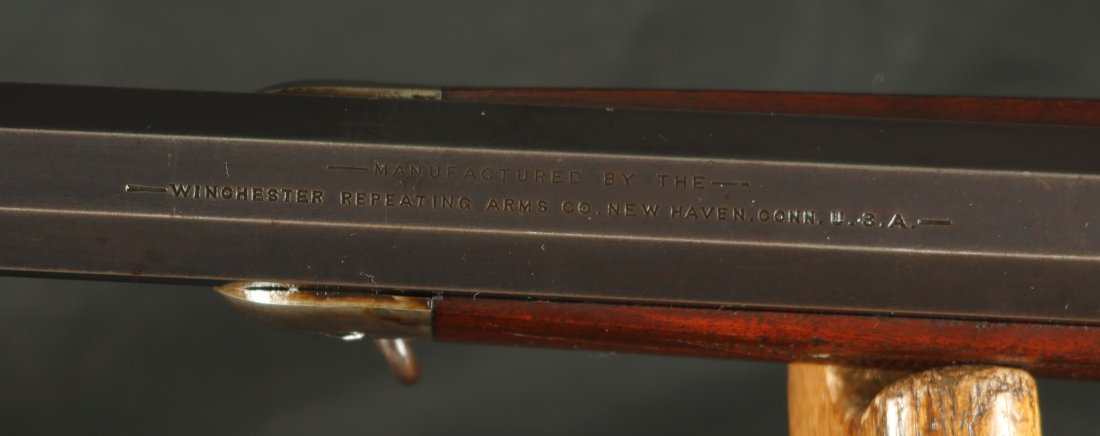 —MANUFACTURED BY THE—
—WINCHESTER REPEATING ARMS CO. NEW HAVEN. CONN. U.S.A.—